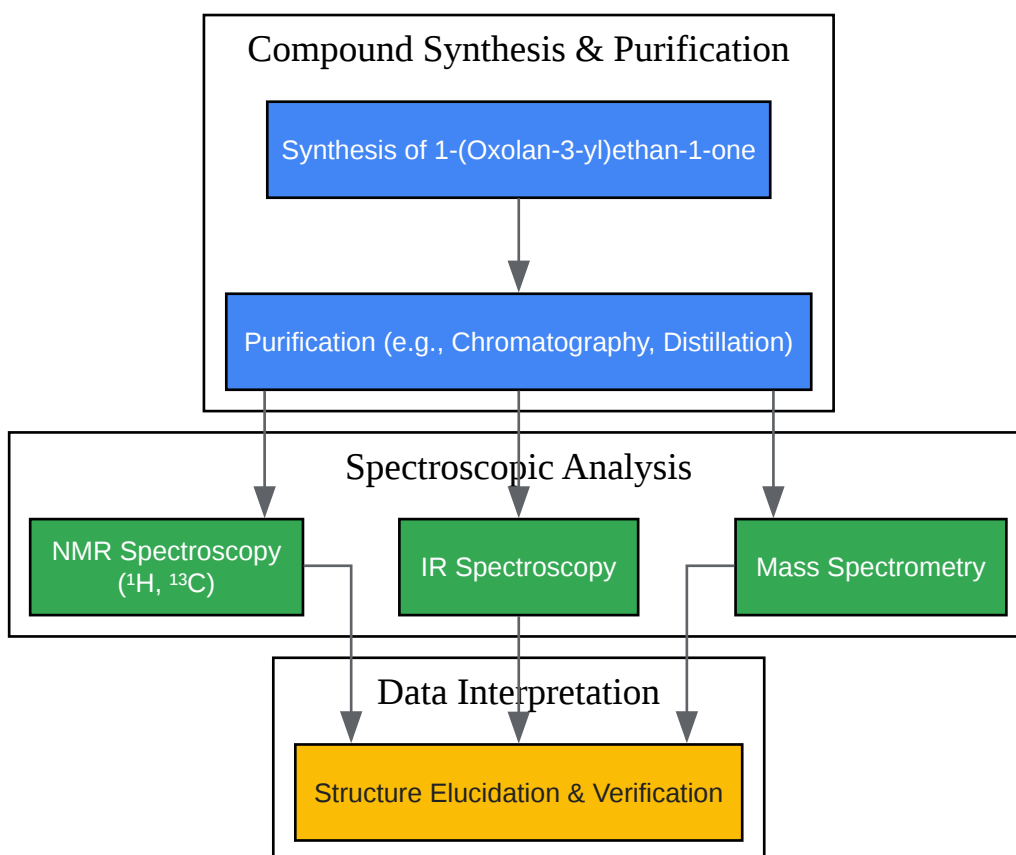 Compound Synthesis & Purification
Synthesis of 1-(Oxolan-3-yl)ethan-1-one
Purification (e.g., Chromatography, Distillation)
Spectroscopic Analysis
NMR Spectroscopy
(¹H, ¹³C)
IR Spectroscopy
Mass Spectrometry
Data Interpretation
Structure Elucidation & Verification